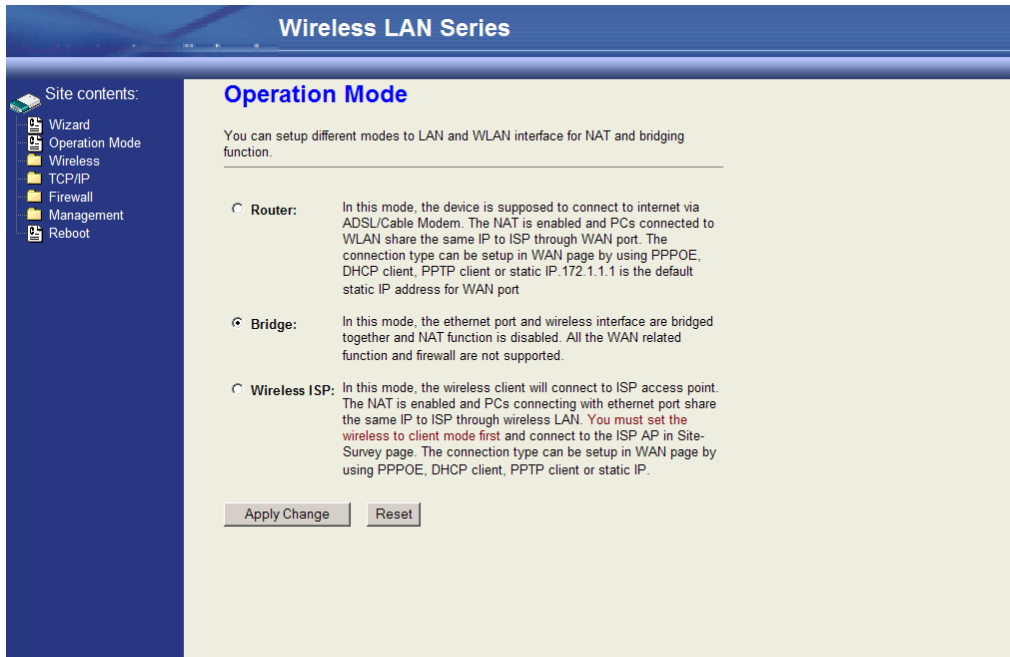 Wireless LAN Series
Site contents:
Wizard
Operation Mode
Wireless
TCP/IP
Firewall
Management
Reboot
Operation Mode
You can setup different modes to LAN and WLAN interface for NAT and bridging
function.
Router:
In this mode, the device is supposed to connect to internet via
ADSL/Cable Modem. The NAT is enabled and PCs connected to
WLAN share the same IP to ISP through WAN port. The
connection type can be setup in WAN page by using PPPOE,
DHCP client, PPTP client or static IP.172.1.1.1 is the default
static IP address for WAN port
Bridge:
In this mode, the ethernet port and wireless interface are bridged
together and NAT function is disabled. All the WAN related
function and firewall are not supported.
Wireless ISP:
In this mode, the wireless client will connect to ISP access point.
The NAT is enabled and PCs connecting with ethernet port share
the same IP to ISP through wireless LAN. You must set the
wireless to client mode first and connect to the ISP AP in Site-
Survey page. The connection type can be setup in WAN page by
using PPPOE, DHCP client, PPTP client or static IP.
Apply Change
Reset